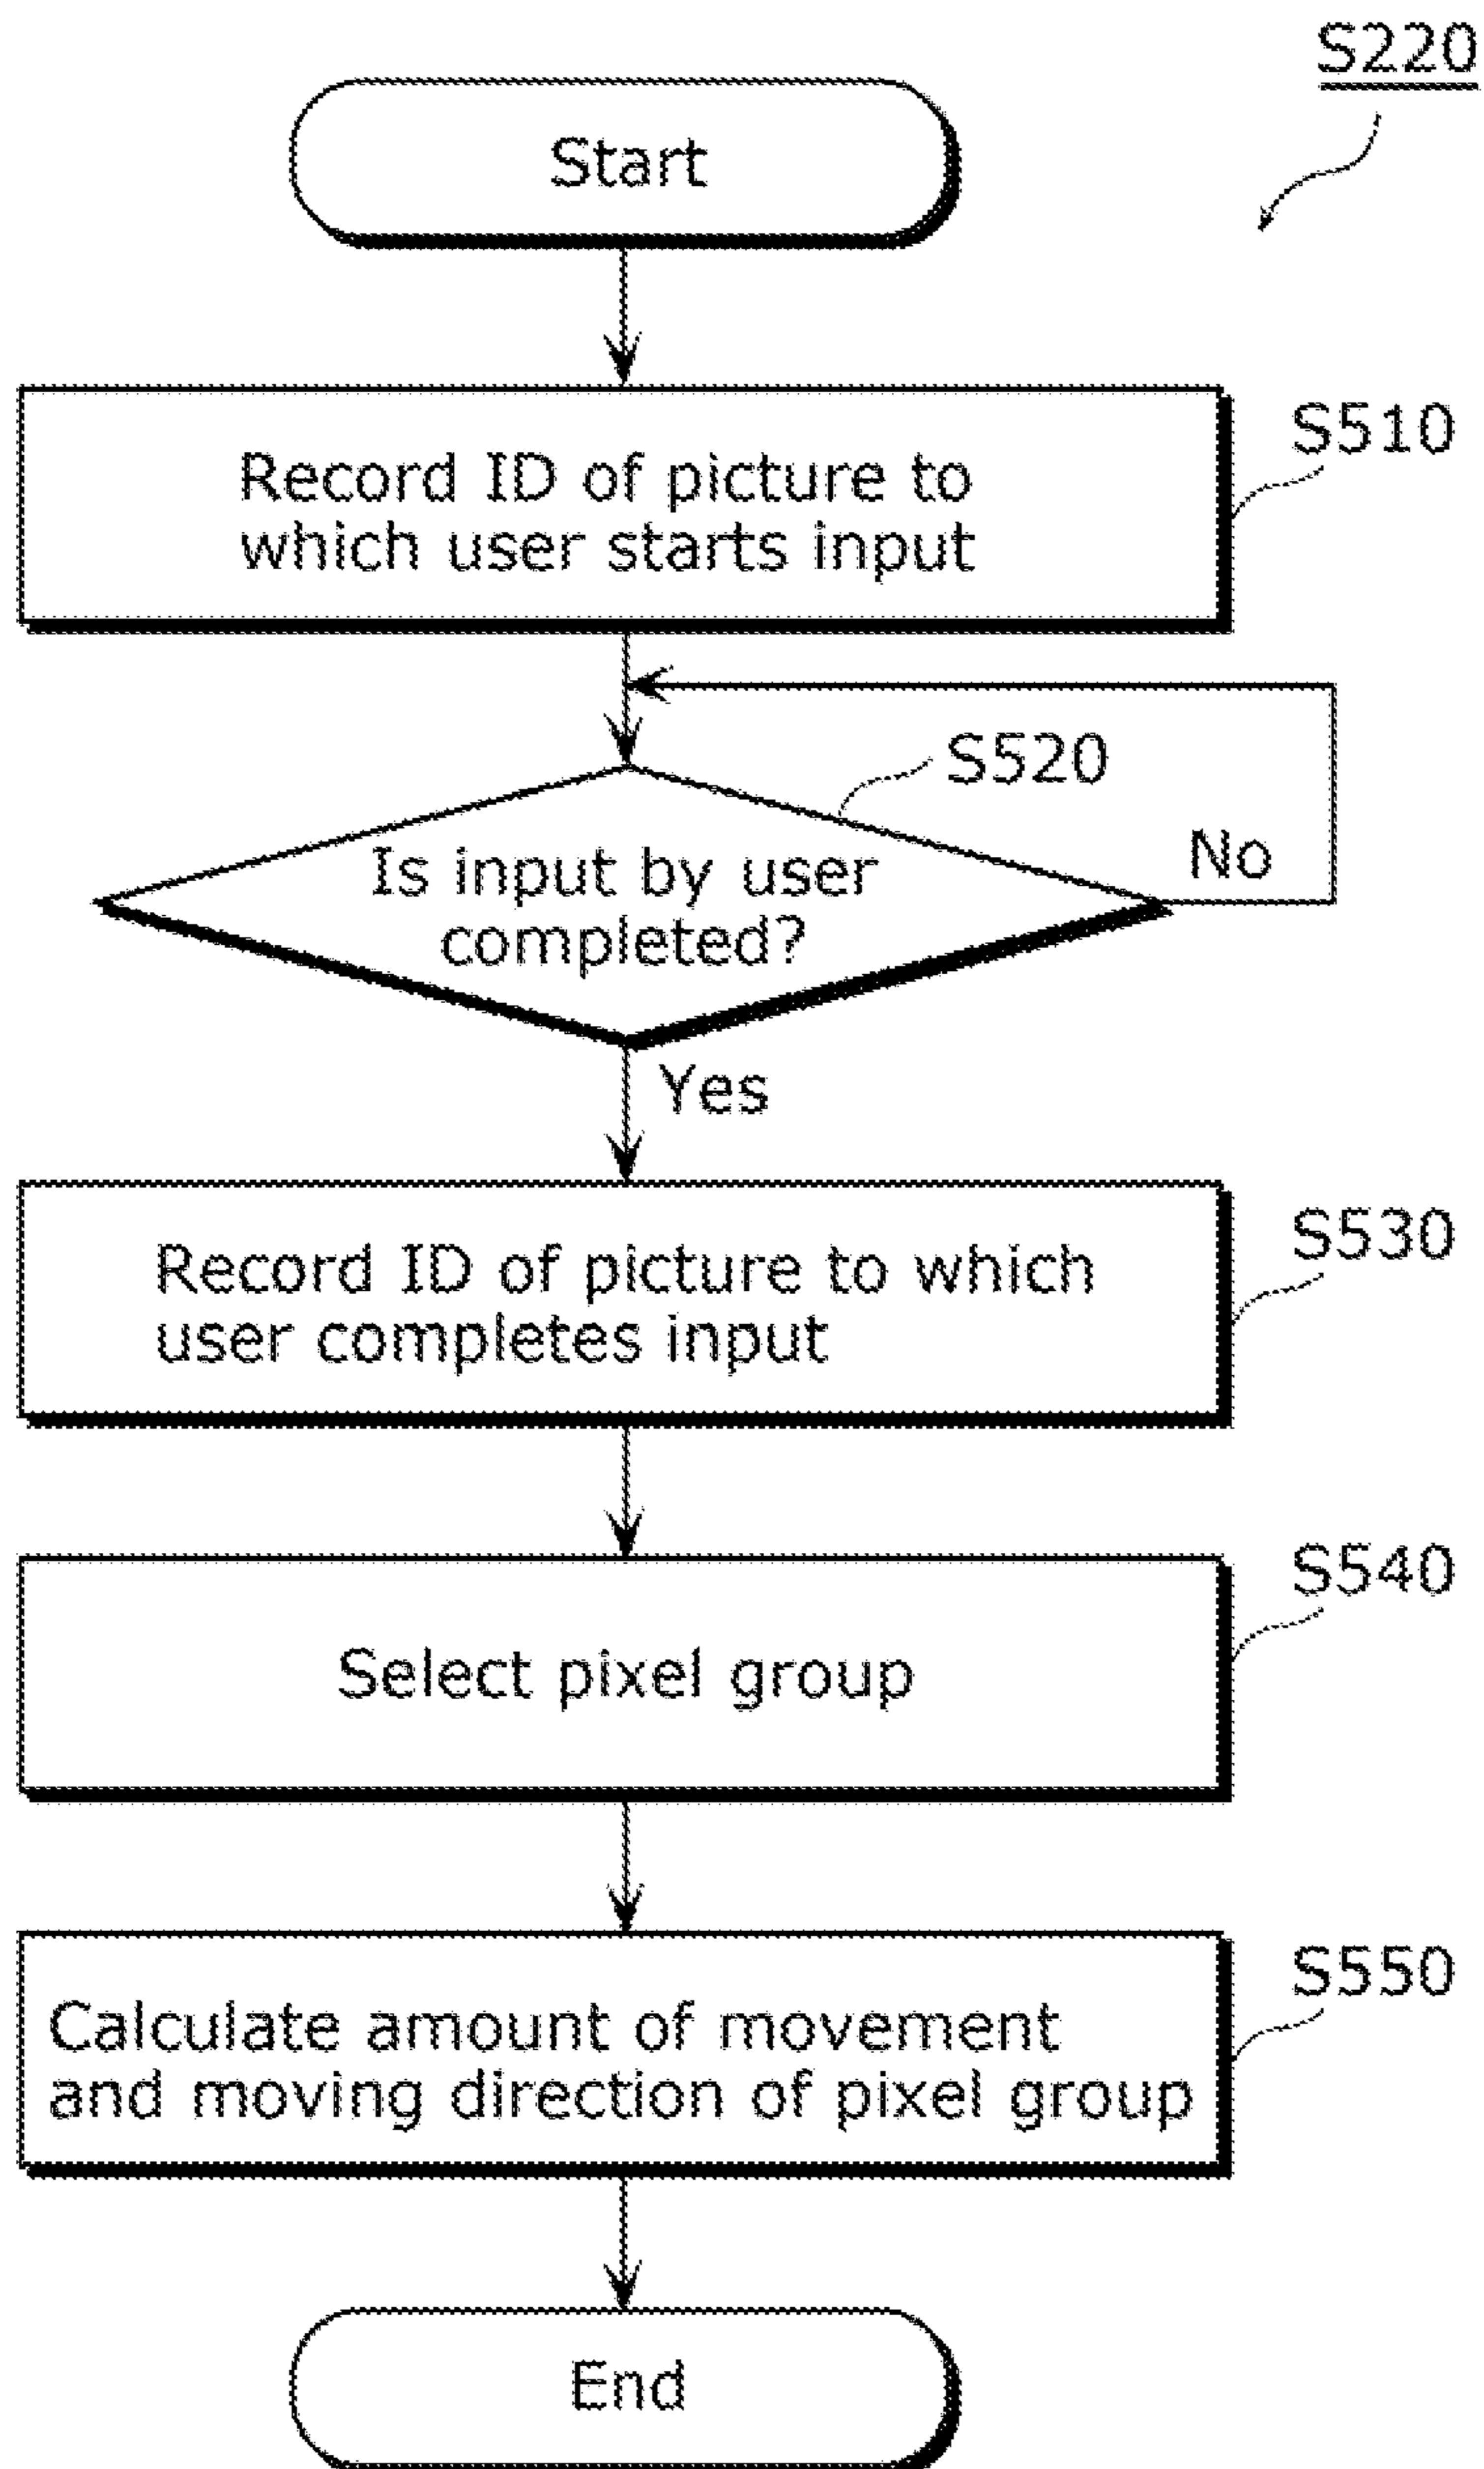 S220
Start
S510
Record ID of picture to
which user starts input
S520
No
Is input by user
completed?
Yes
S530
Record ID of picture to which
user completes input
S540
Select pixel group
S550
Calculate amount of movement
and moving direction of pixel group
End